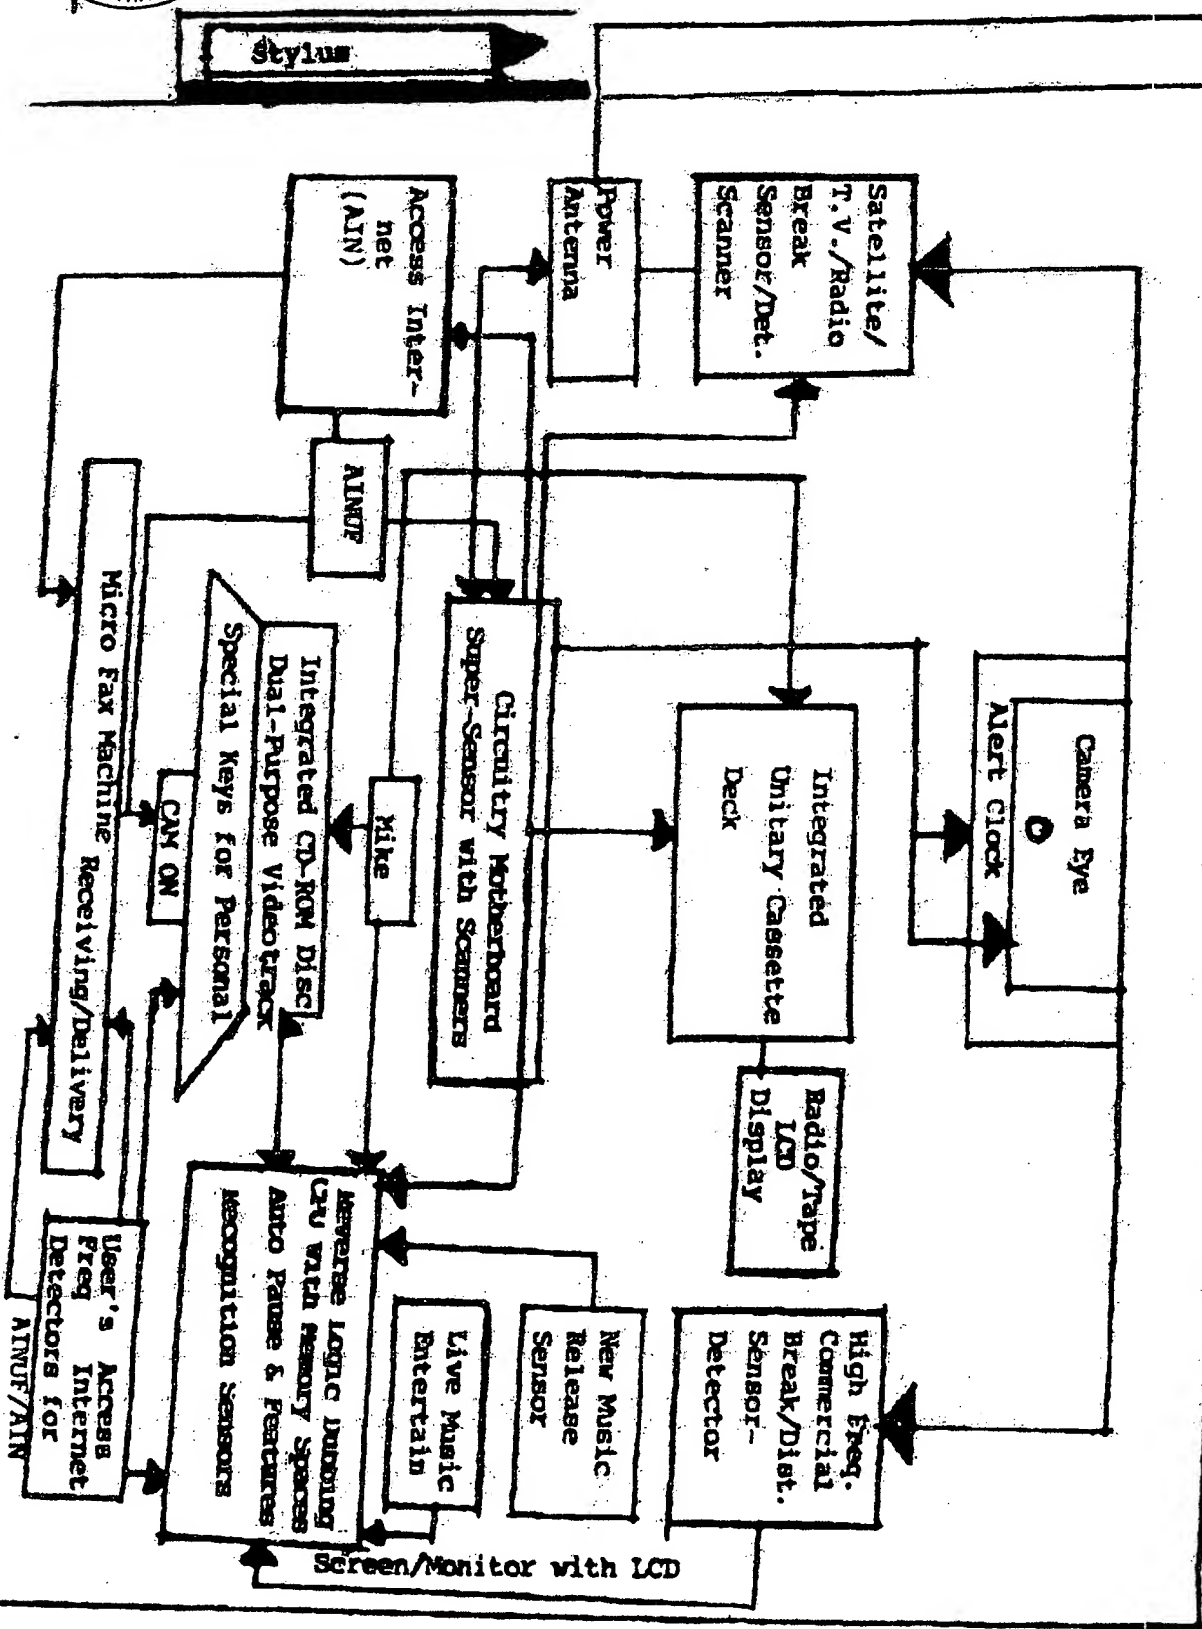 Stylus
Satellite/
T.V./Radio
Break
Sensor/Det.
Scanner
Power
Antenna
Access Inter-
net
(AIN)
AINUF
Camera Eye
Alert Clock
Integrated
Unitary Cassette
Deck
Radio/Tape
LCD
Display
High Freq.
Commercial
Break/Dist.
Sensor-
Detector
Circuitry Motherboard
Super-Sensor with Scanners
Mike
New Music
Release
Sensor
Live Music
Entertain
Integrated CD-ROM Disc
Dual-Purpose Videotrack
Special Keys for Personal
CAM ON
Reverse Logic Dubbing
CPU with Memory Spaces
Auto Pause & Features
Recognition Sensors
Micro Fax Machine Receiving/Delivery
User's Access
Freq Internet
Detectors for
AINUF/AIN
Screen/Monitor with LCD